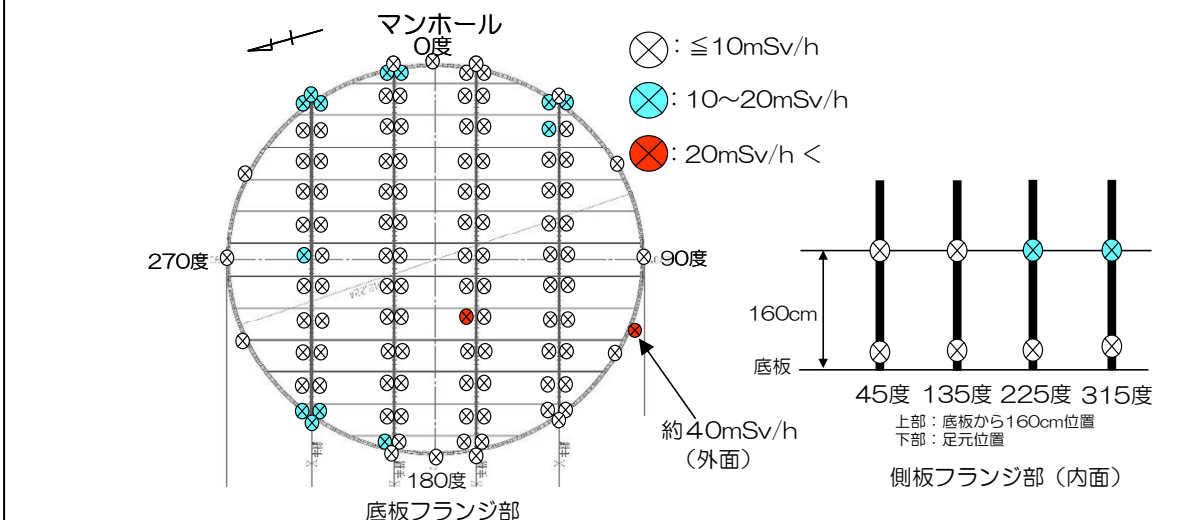 マンホール
0度
：≦10mSv/h
：10～20mSv/h
：20mSv/h ＜
270度
90度
160cm
底板
45度 135度 225度 315度
上部：底板から160cm位置
下部：足元位置
約40mSv/h
（外面）
側板フランジ部（内面）
180度
底板フランジ部